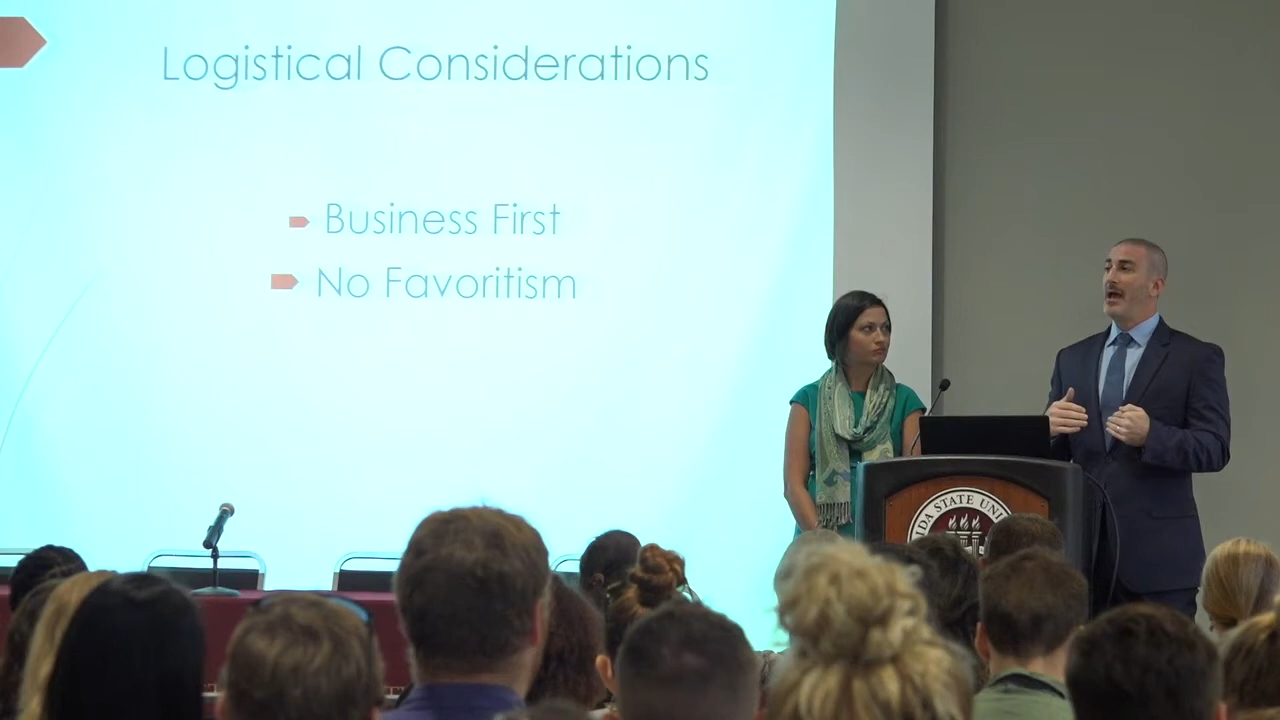 Logistical Considerations
Business First
No Favoritism
IDA STATE UNI